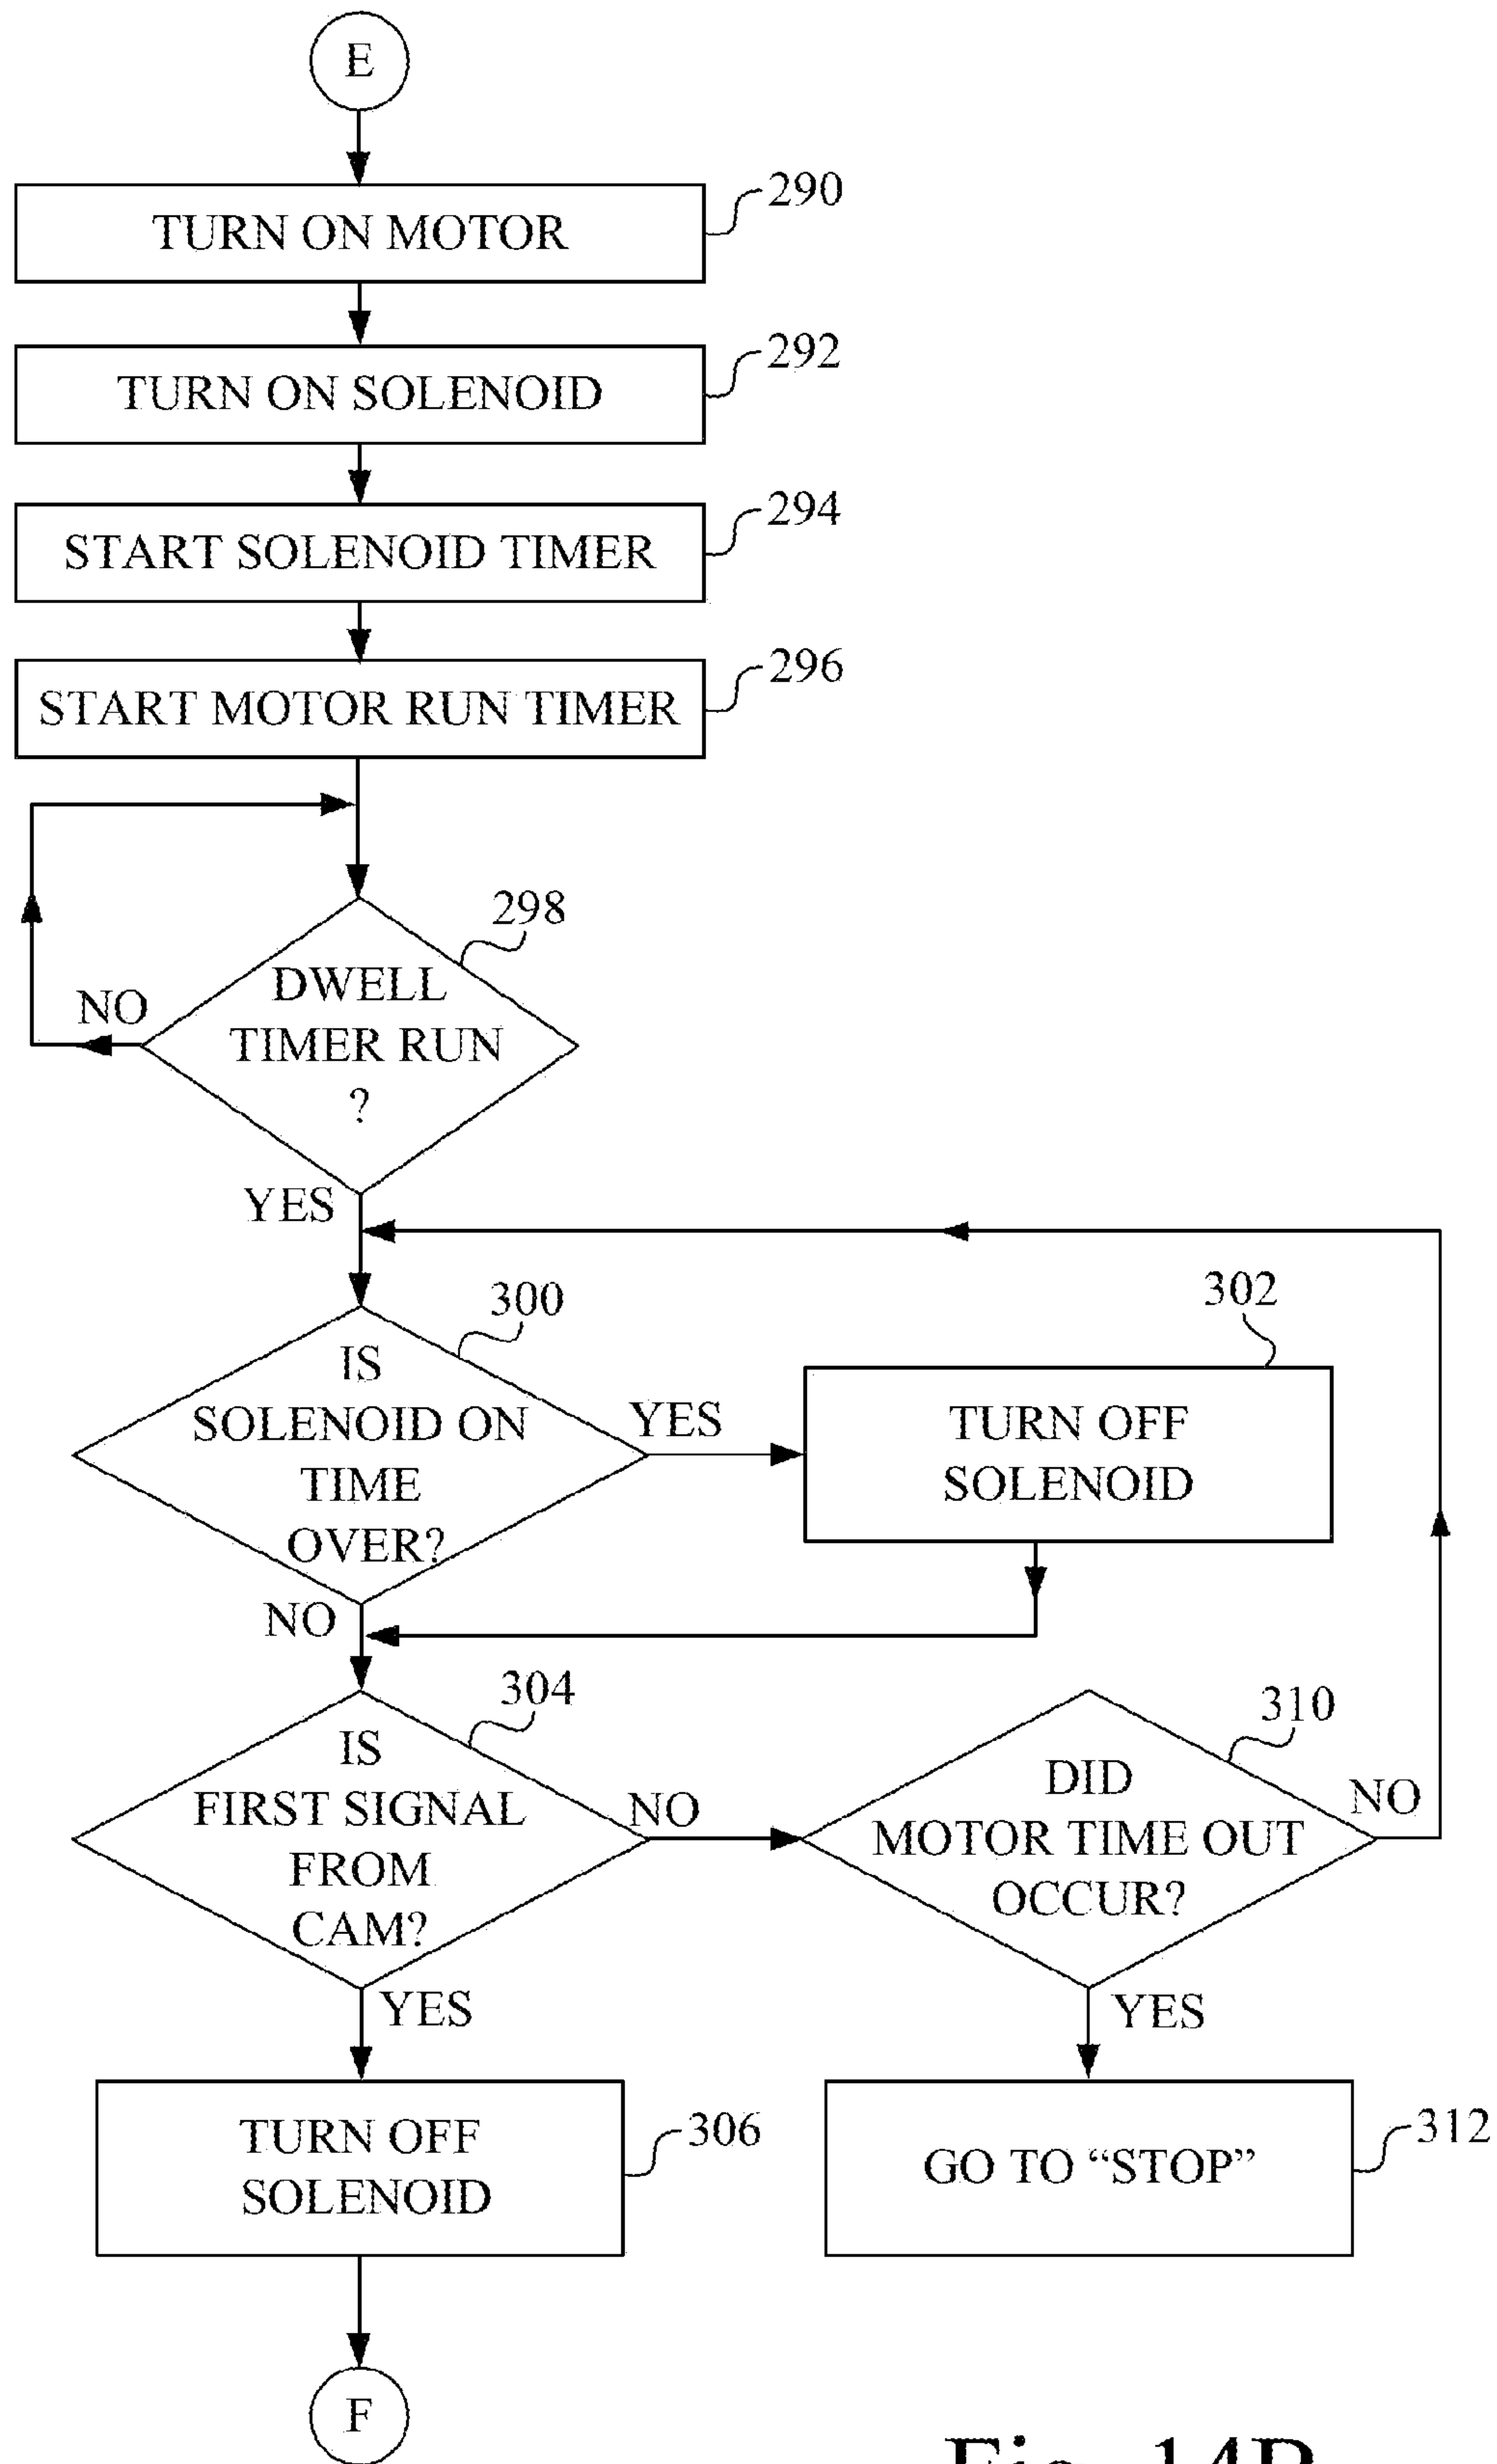 E
TURN ON MOTOR
290
TURN ON SOLENOID
292
START SOLENOID TIMER
294
START MOTOR RUN TIMER
296
298
DWELL
TIMER RUN
?
NO
YES
300
IS
SOLENOID ON
TIME
OVER?
YES
302
TURN OFF
SOLENOID
NO
304
IS
FIRST SIGNAL
FROM
CAM?
NO
310
DID
MOTOR TIME OUT
OCCUR?
NO
YES
YES
TURN OFF
SOLENOID
306
GO TO “STOP”
312
F
Fig. 14B